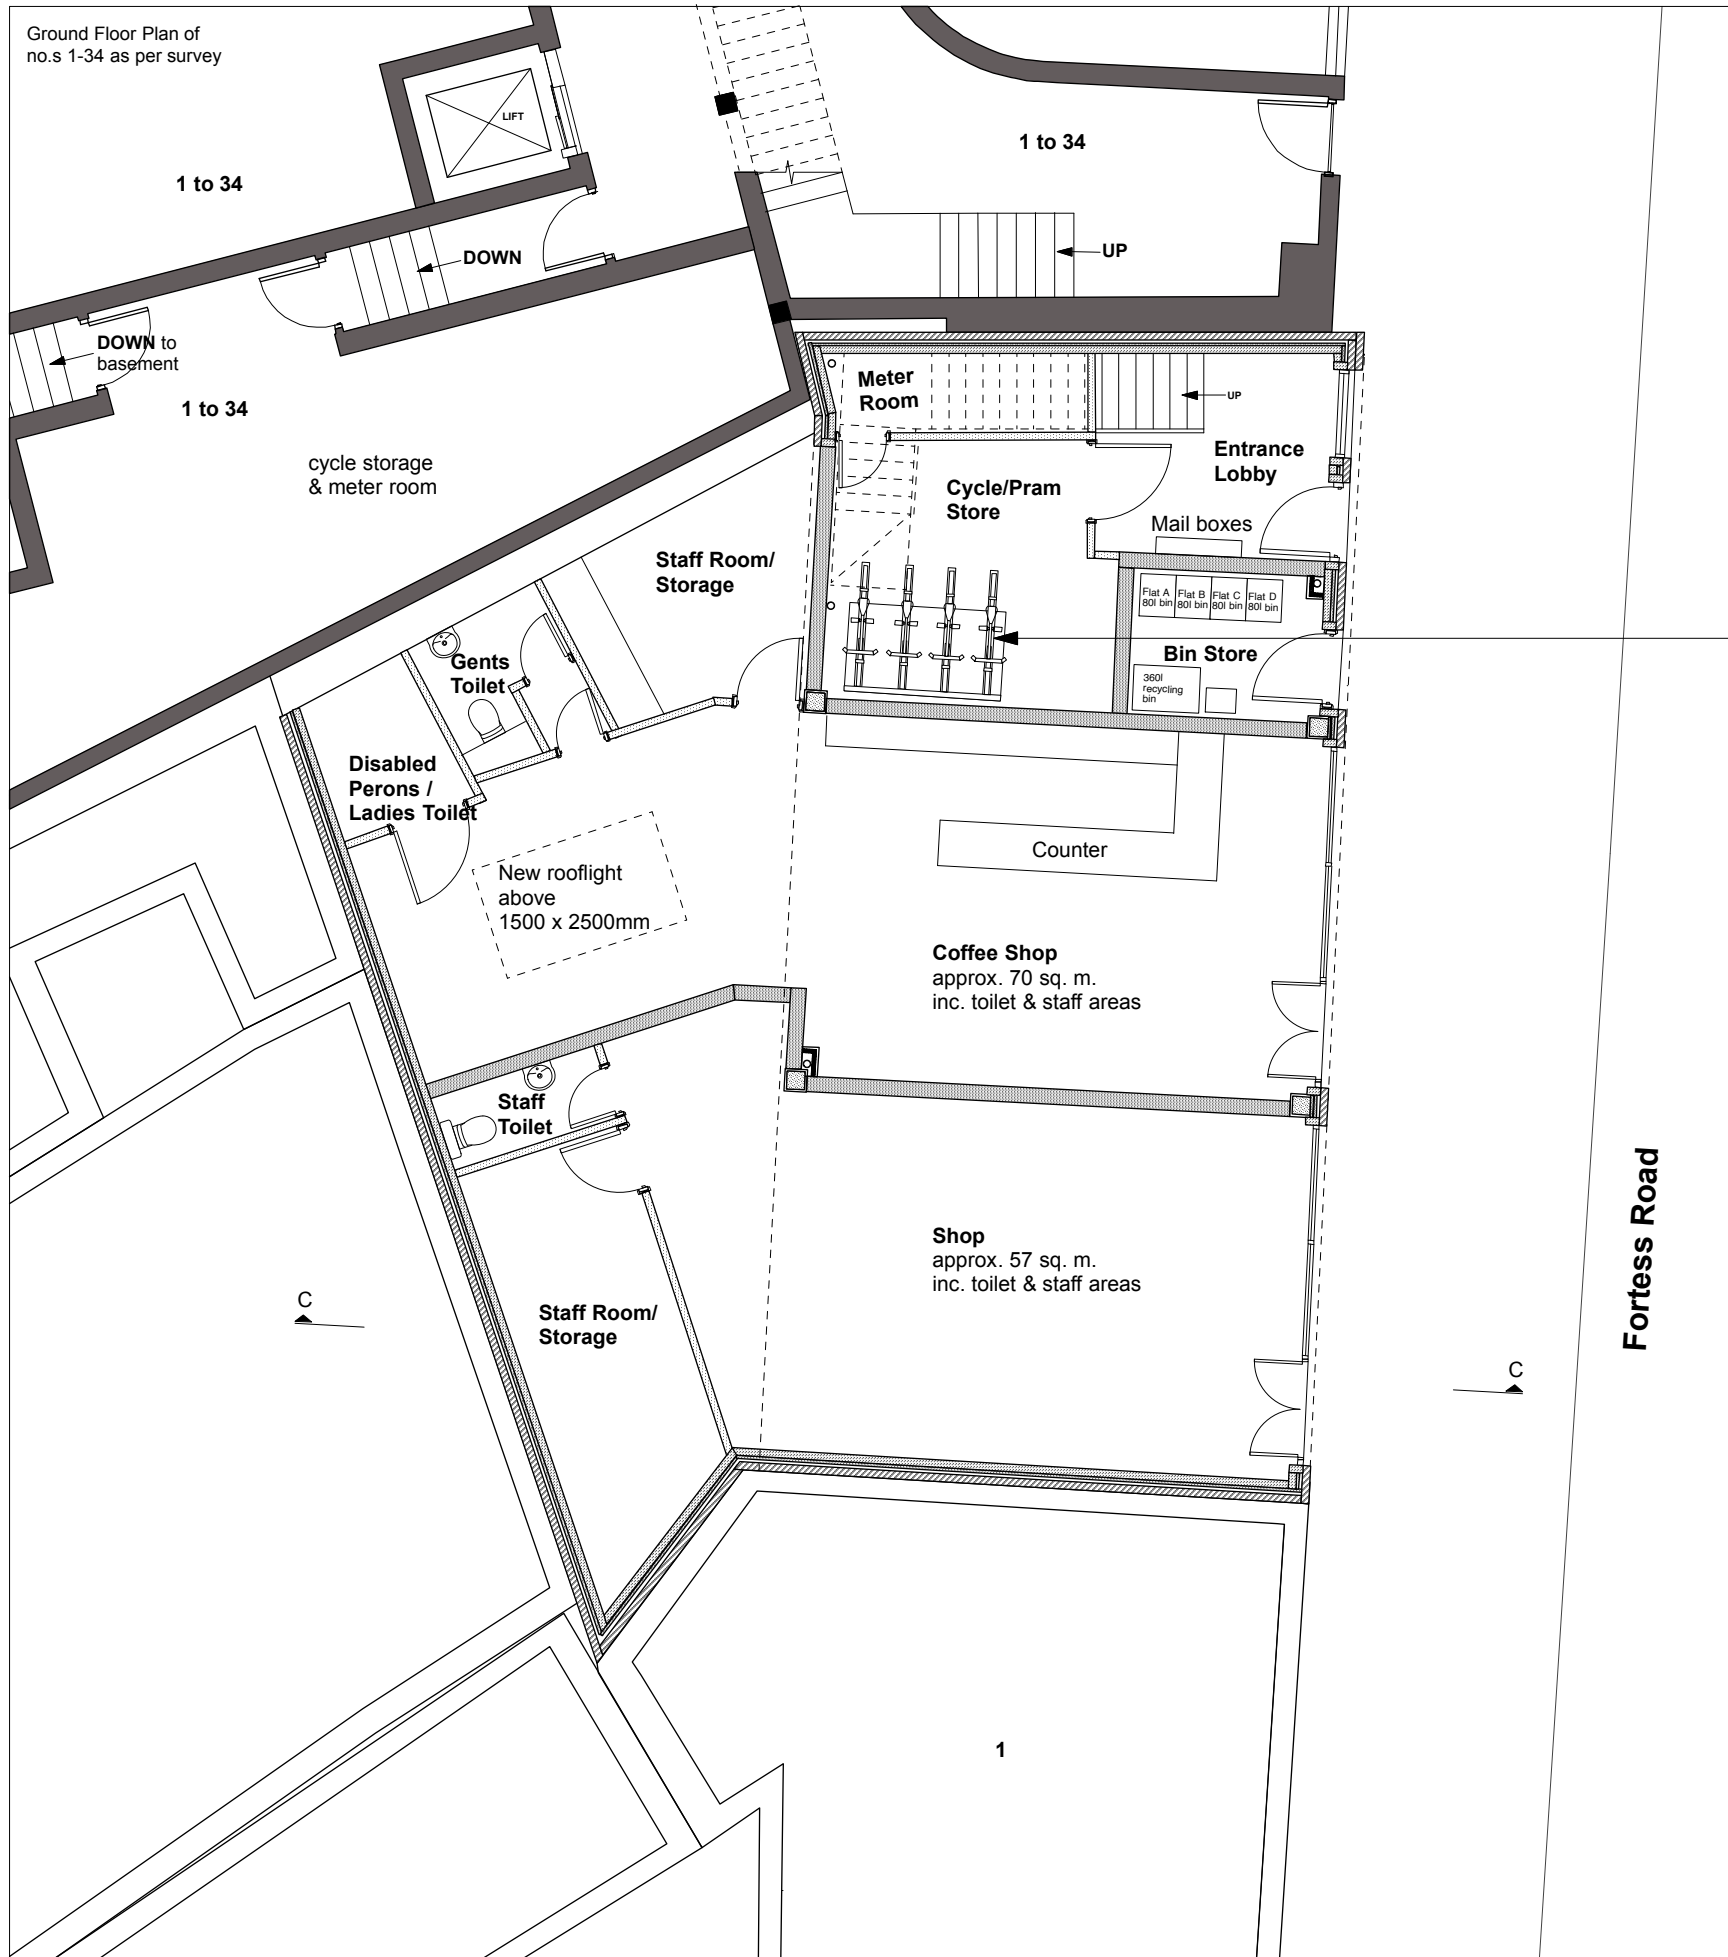 Ground Floor Plan of
no.s 1-34 as per survey
LIFT
1 to 34
1 to 34
DOWN
UP
DOWN to
basement
1 to 34
cycle storage
& meter room
Meter
Room
UP
Entrance
Lobby
Cycle/Pram
Store
Mail boxes
Staff Room/
Storage
Flat A
80l bin
Flat B
80l bin
Flat C
80l bin
Flat D
80l bin
Bin Store
360l
recycling
bin
Gents
Toilet
Disabled
Perons /
Ladies Toilet
New rooflight
above
1500 x 2500mm
Counter
Coffee Shop
approx. 70 sq. m.
inc. toilet & staff areas
Staff
Toilet
Shop
approx. 57 sq. m.
inc. toilet & staff areas
Fortess Road
C
Staff Room/
Storage
C
1